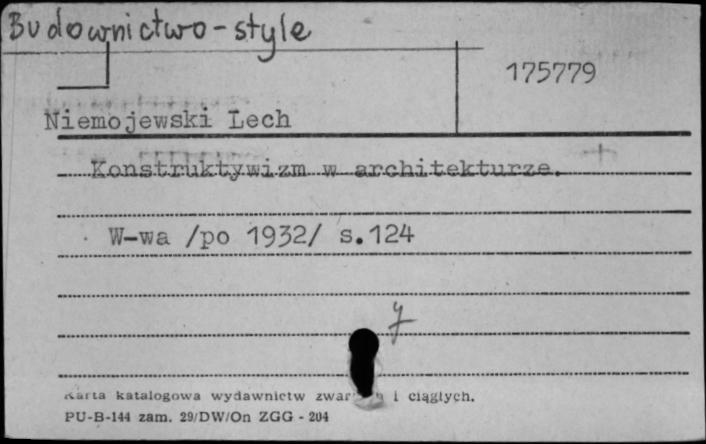 Budownictwo-style
175779
Niemojewski Lech
Konstruktywizm w architekturze.
W-wa /po 1932/ s.124
y
Karta katalogowa wydawnictw i ciągłych.
PU-B-144 zam. 29/DW/On ZGG - 204